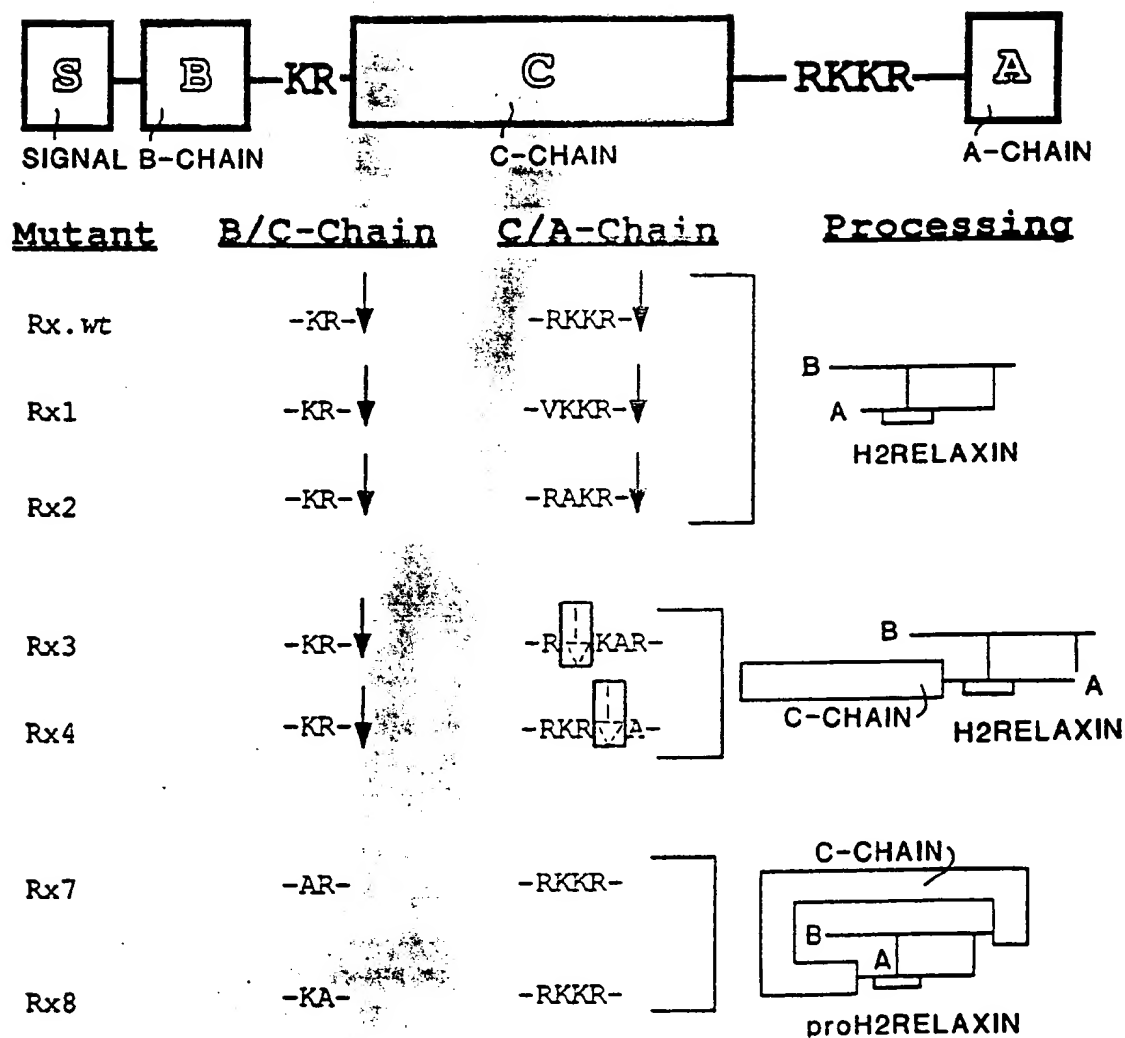 S B KR C RKKR A
SIGNAL B-CHAIN C-CHAIN A-CHAIN
Mutant B/C-Chain C/A-Chain Processing
Rx.wt -KR- -RKKR-
Rx1 -KR- -VKKR-
Rx2 -KR- -RAKR-
B
A
H2RELAXIN
Rx3 -KR- -R KAR-
Rx4 -KR- -RKR A-
B
A
C-CHAIN
H2RELAXIN
Rx7 -AR- -RKKR-
Rx8 -KA- -RKKR-
C-CHAIN
B
A
proH2RELAXIN